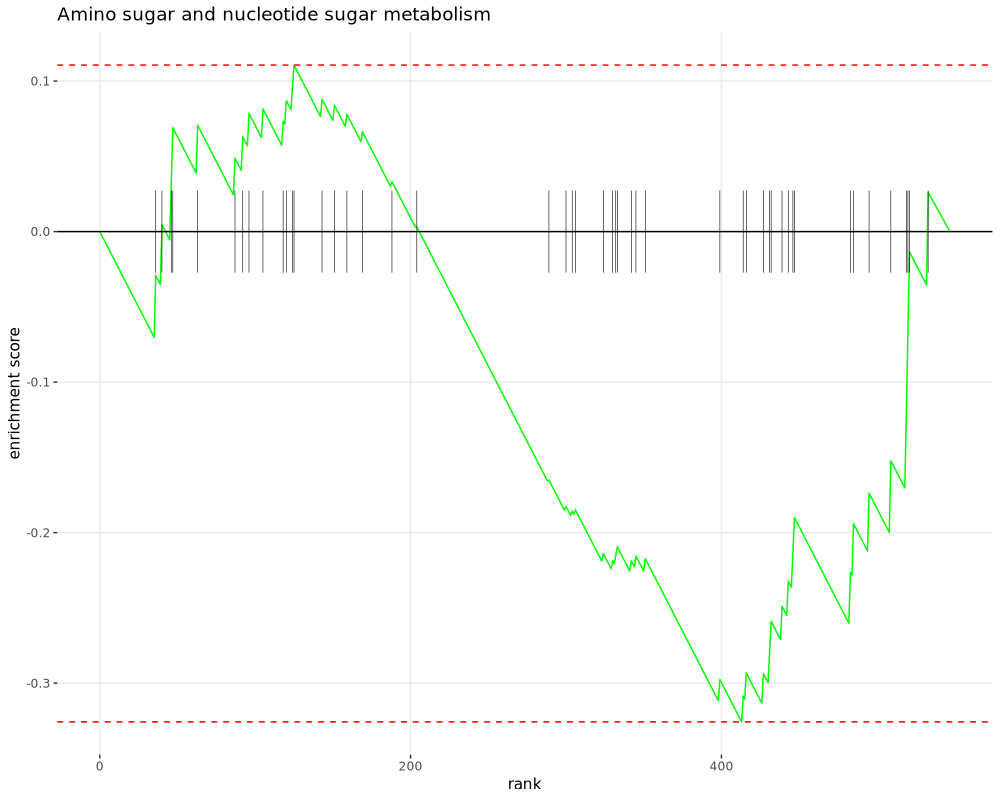 Amino sugar and nucleotide sugar metabolism
0.1
0.0
-0.1
-0.2
-0.3
enrichment score
0
200
400
rank